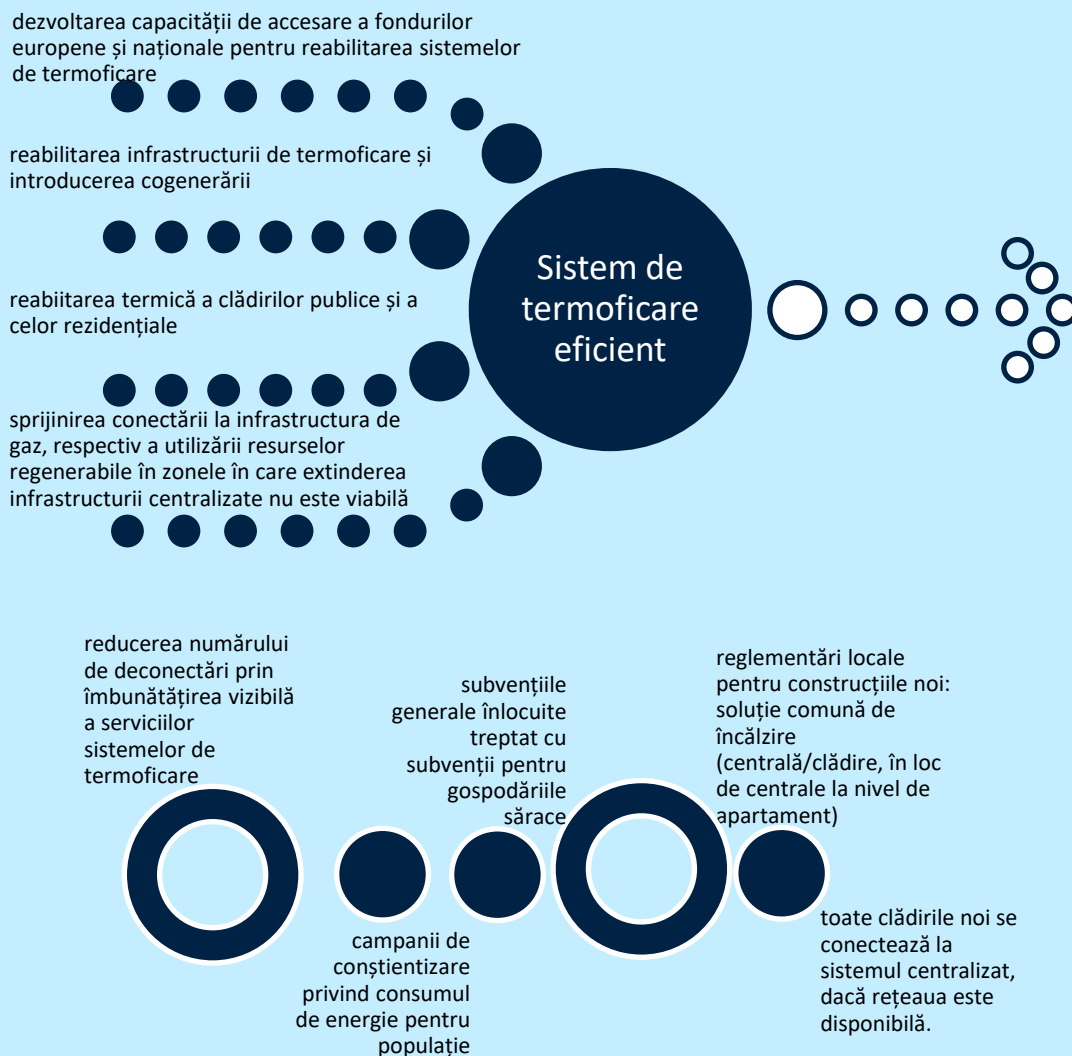 dezvoltarea capacității de accesare a fondurilor
europene și naționale pentru reabilitarea sistemelor
de termoficare
reabilitarea infrastructurii de termoficare și
introducerea cogenerării
reabiitarea termică a clădirilor publice și a
celor rezidențiale
sprijinirea conectării la infrastructura de
gaz, respectiv a utilizării resurselor
regenerabile în zonele în care extinderea
infrastructurii centralizate nu este viabilă
Sistem de
termoficare
eficient
reducerea numărului
de deconectări prin
îmbunătățirea vizibilă
a serviciilor
sistemelor de
termoficare
campanii de
conștientizare
privind consumul
de energie pentru
populație
subvențiile
generale înlocuite
treptat cu
subvenții pentru
gospodăriile
sărace
reglementări locale
pentru construcțiile noi:
soluție comună de
încălzire
(centrală/clădire, în loc
de centrale la nivel de
apartament)
toate clădirile noi se
conectează la
sistemul centralizat,
dacă rețeaua este
disponibilă.